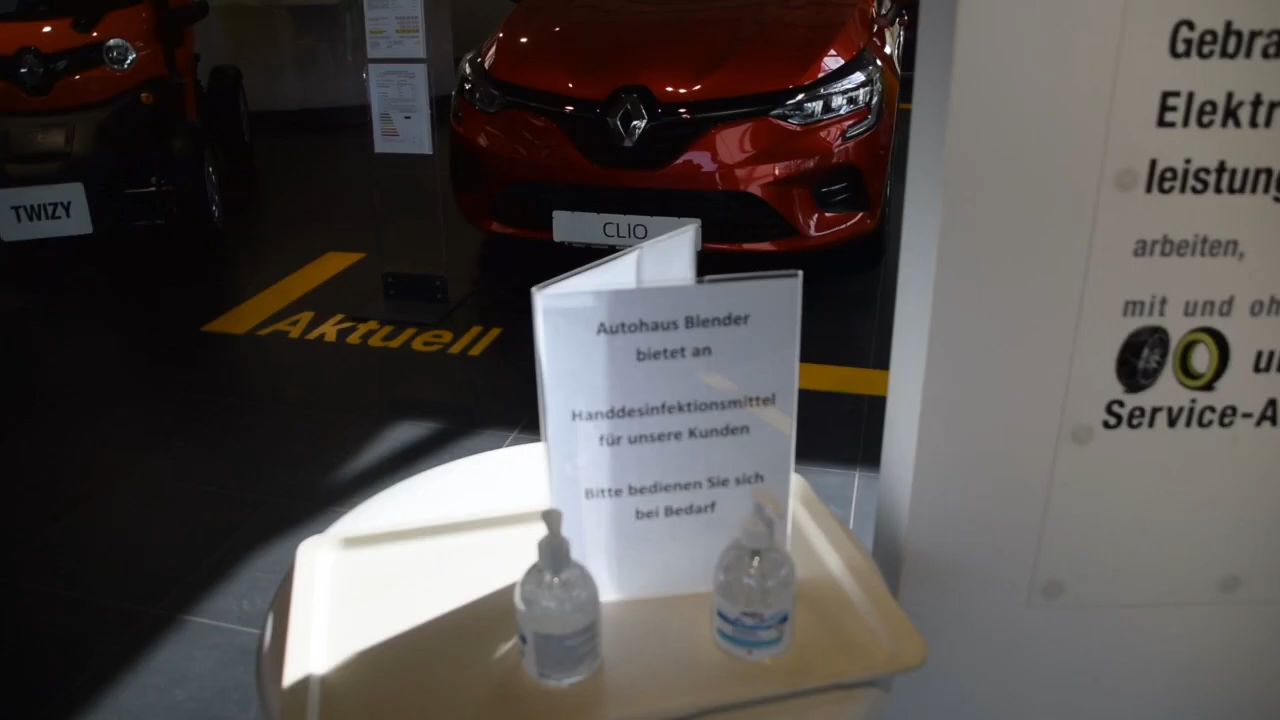 TWIZY
CLIO
Aktuell
Autohaus Blender
bietet an
Handdesinfektionsmittel
für unsere Kunden
Bitte bedienen Sie sich
bei Bedarf
Gebra
Elektr
leistung
arbeiten,
mit und oh
u
Service-A